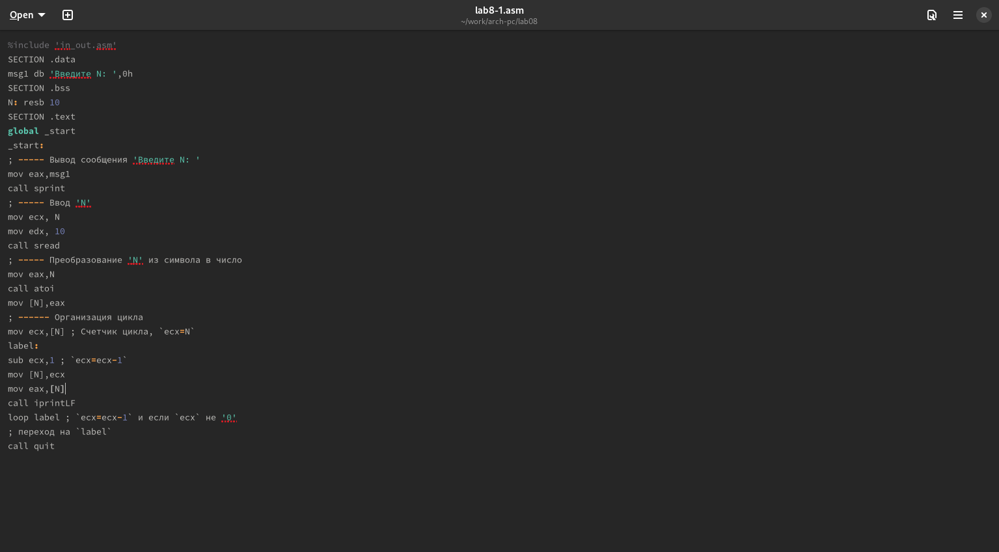 Open
lab8-1.asm
~/work/arch-pc/lab08
%include 'in_out.asm'
SECTION .data
msg1 db 'Введите N: ',0h
SECTION .bss
N: resb 10
SECTION .text
global _start
_start:
; ----- Вывод сообщения 'Введите N: '
mov eax,msg1
call sprint
; ----- Ввод 'N'
mov ecx, N
mov edx, 10
call sread
; ----- Преобразование 'N' из символа в число
mov eax,N
call atoi
mov [N],eax
; ------ Организация цикла
mov ecx,[N] ; Счетчик цикла, `ecx=N`
label:
sub ecx,1 ; `ecx=ecx-1`
mov [N],ecx
mov eax,[N]
call iprintLF
loop label ; `ecx=ecx-1` и если `ecx` не '0'
; переход на `label`
call quit